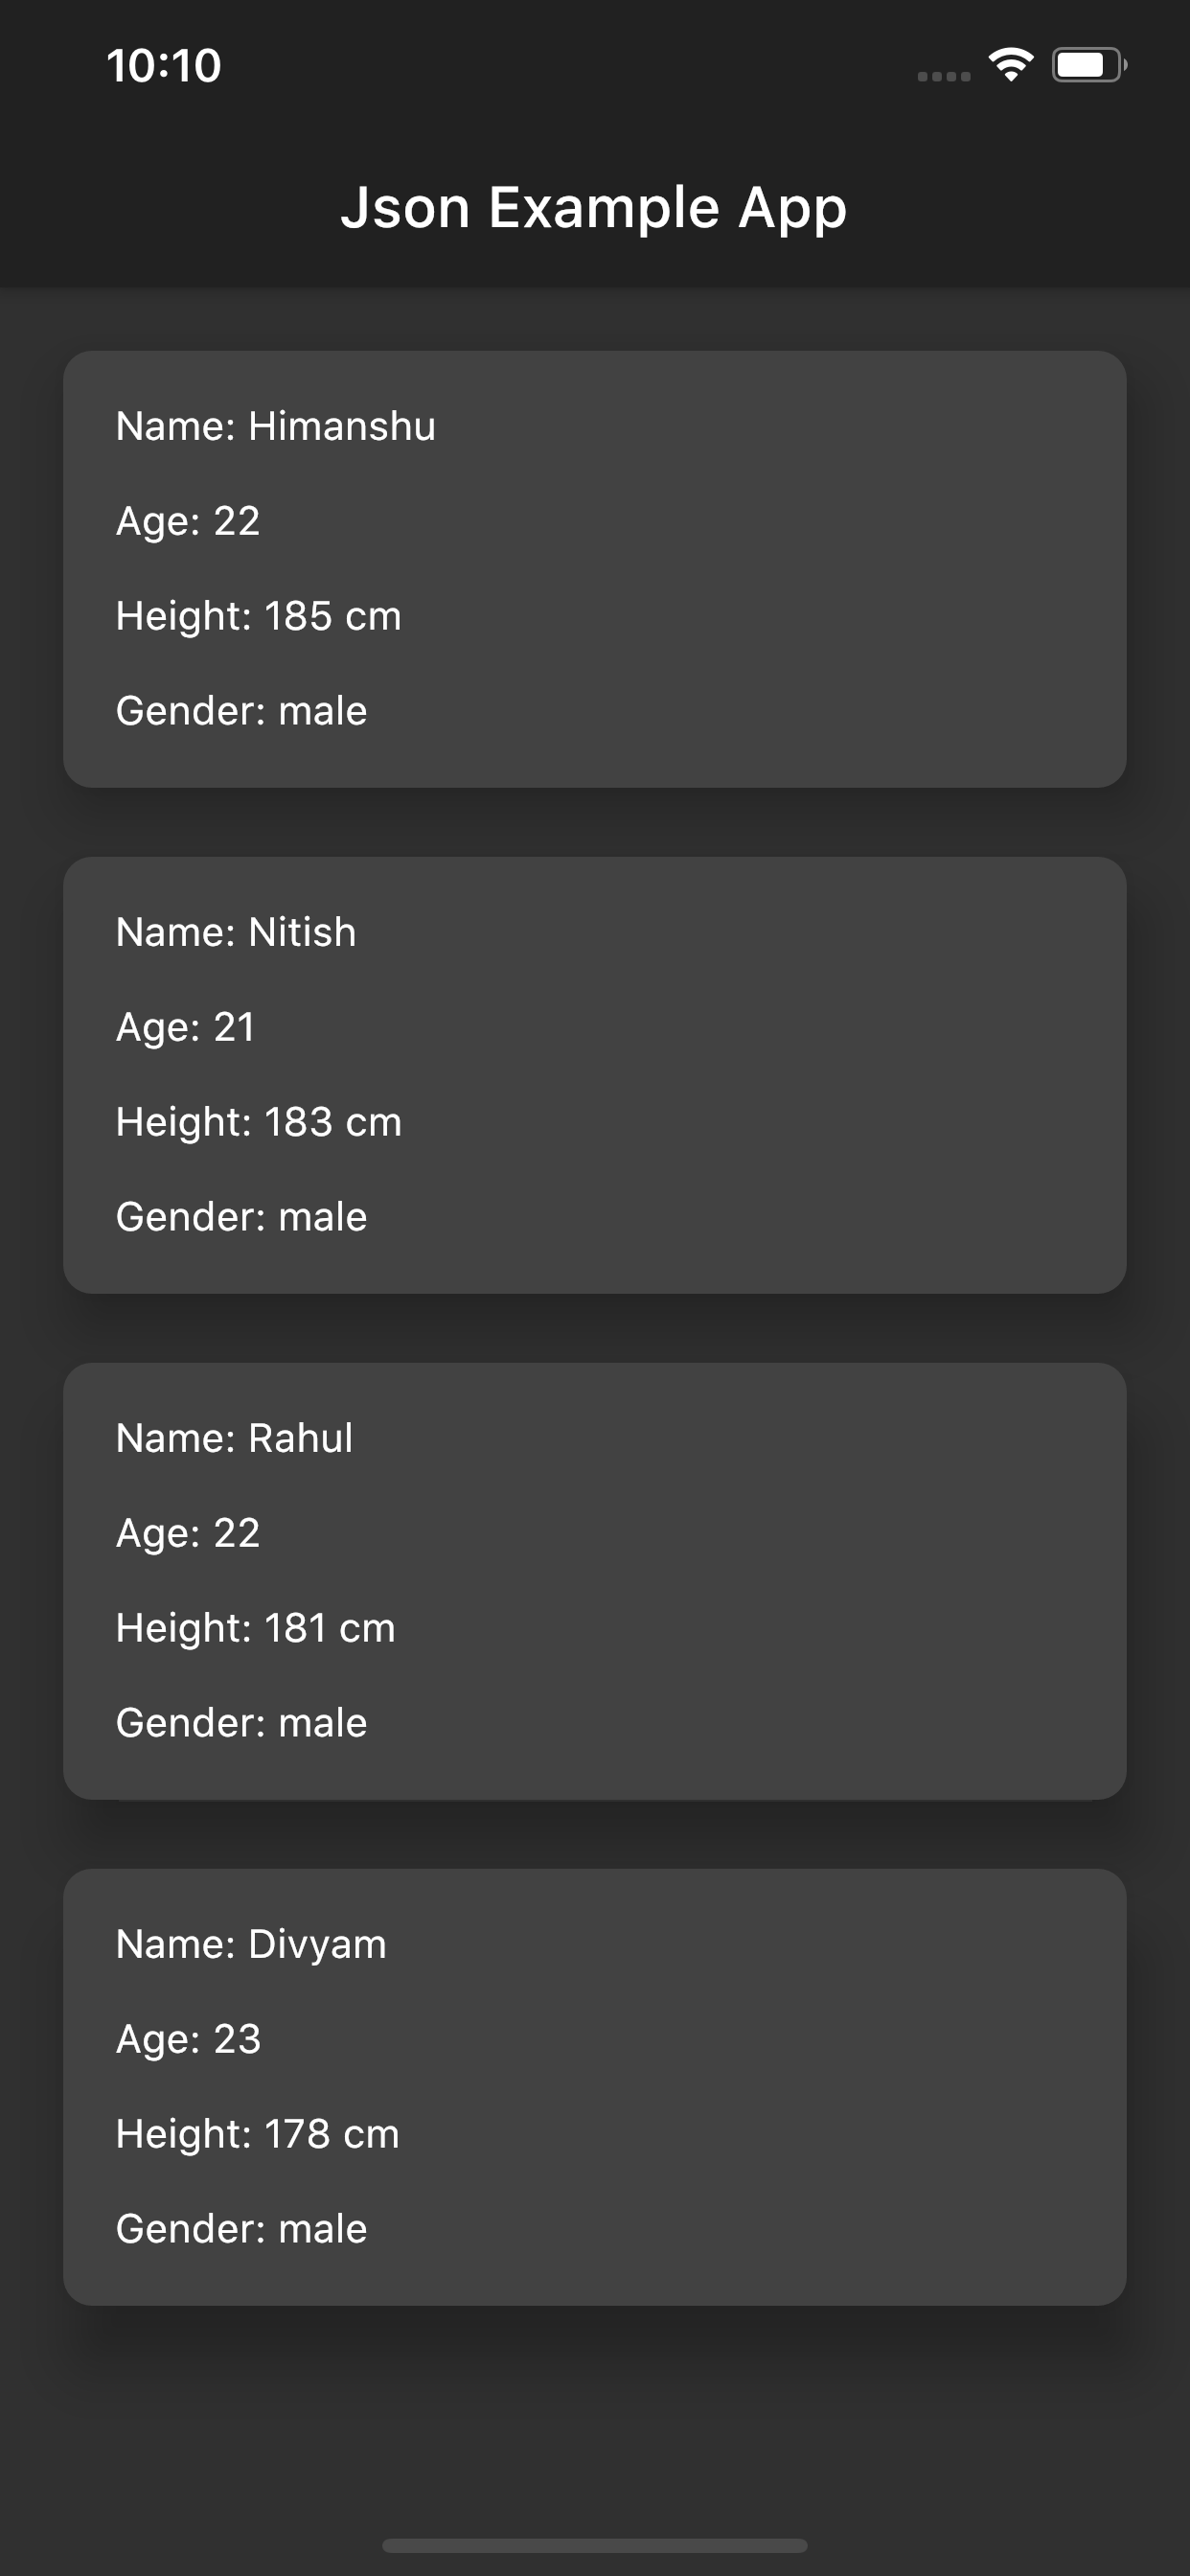 10:10
Json Example App
Name: Himanshu
Age: 22
Height: 185 cm
Gender: male
Name: Nitish
Age: 21
Height: 183 cm
Gender: male
Name: Rahul
Age: 22
Height: 181 cm
Gender: male
Name: Divyam
Age: 23
Height: 178 cm
Gender: male